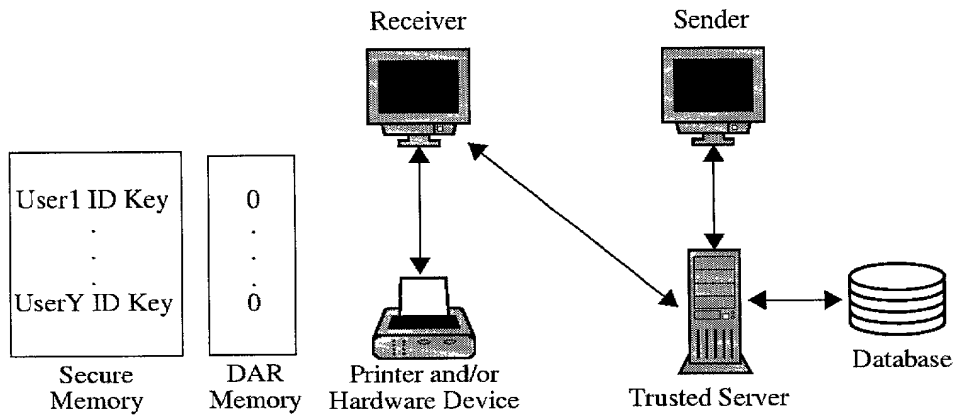 Receiver
Sender
User1 ID Key
0
.
.
.
.
.
.
UserY ID Key
0
Secure
Memory
DAR
Memory
Printer and/or
Hardware Device
Trusted Server
Database